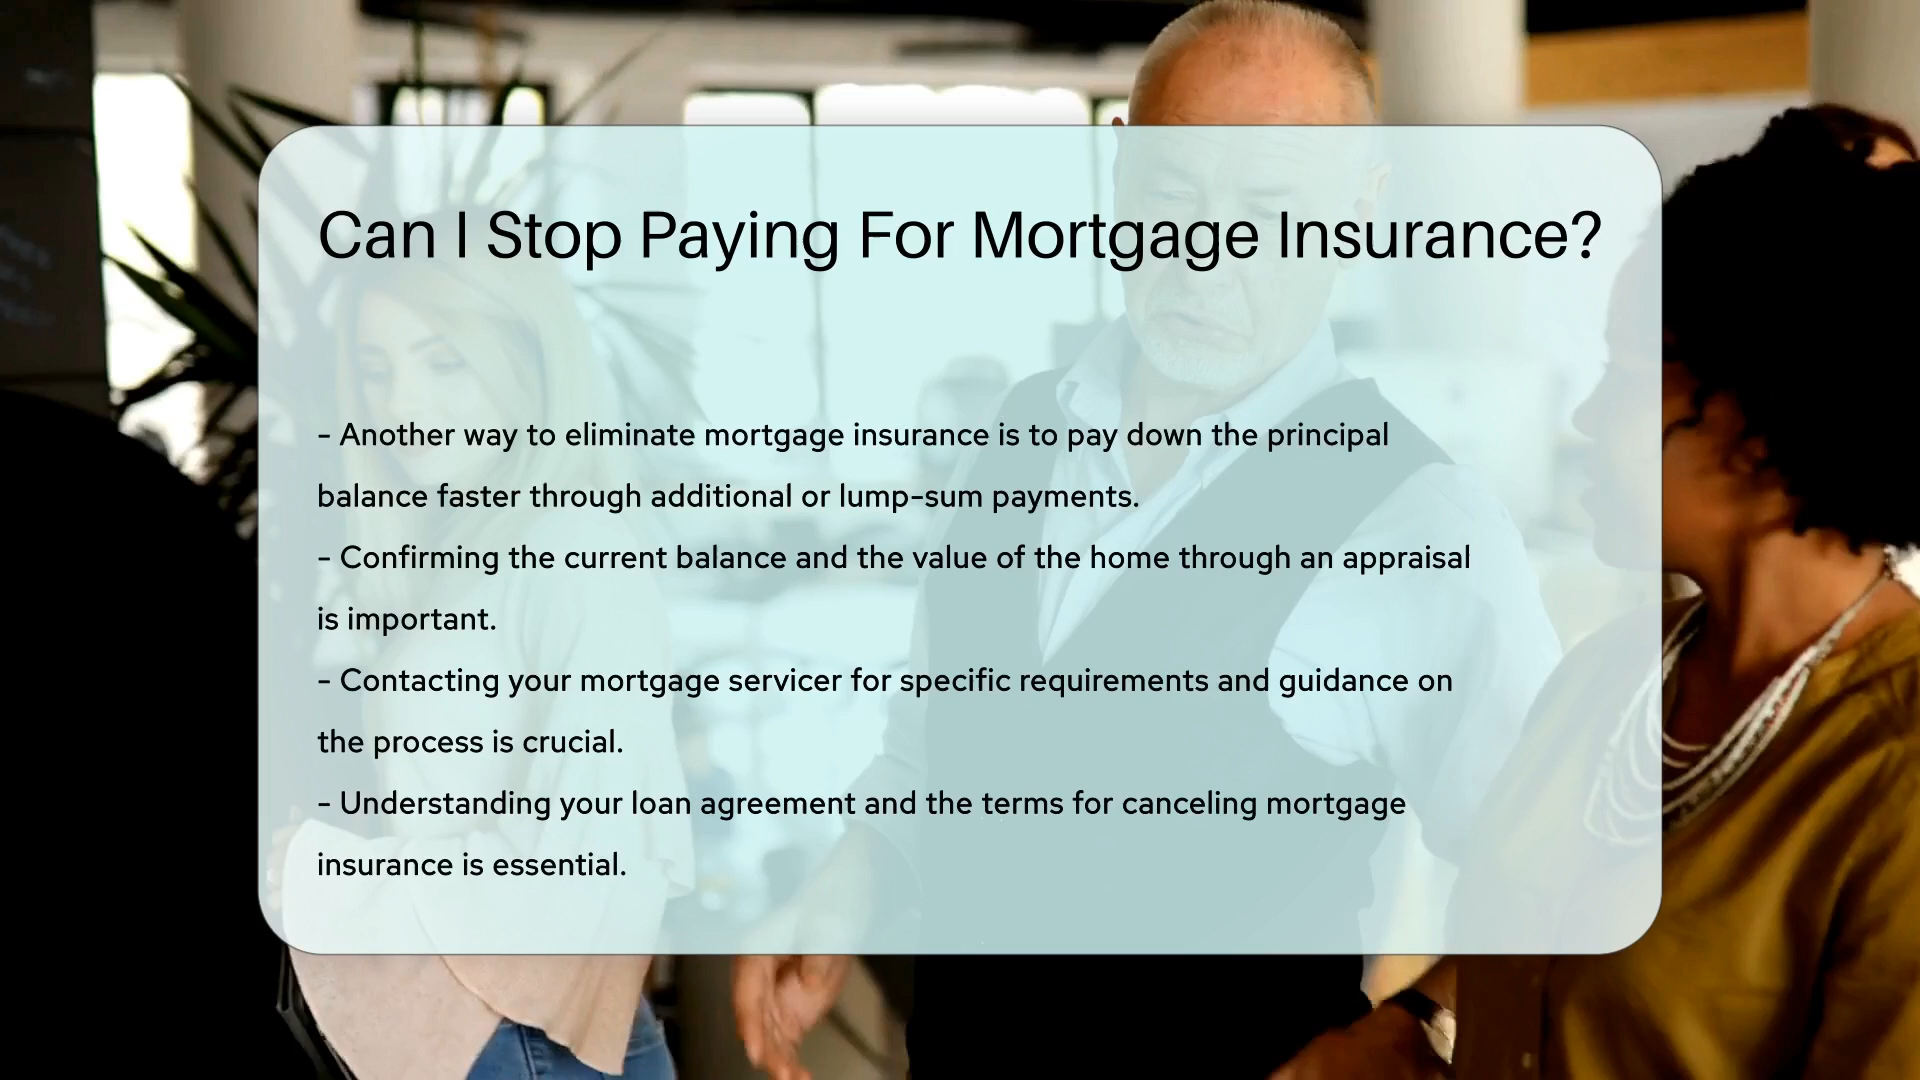 Can I Stop Paying For Mortgage Insurance?
- Another way to eliminate mortgage insurance is to pay down the principal
balance faster through additional or lump-sum payments.
- Confirming the current balance and the value of the home through an appraisal
is important.
- Contacting your mortgage servicer for specific requirements and guidance on
the process is crucial.
- Understanding your loan agreement and the terms for canceling mortgage
insurance is essential.